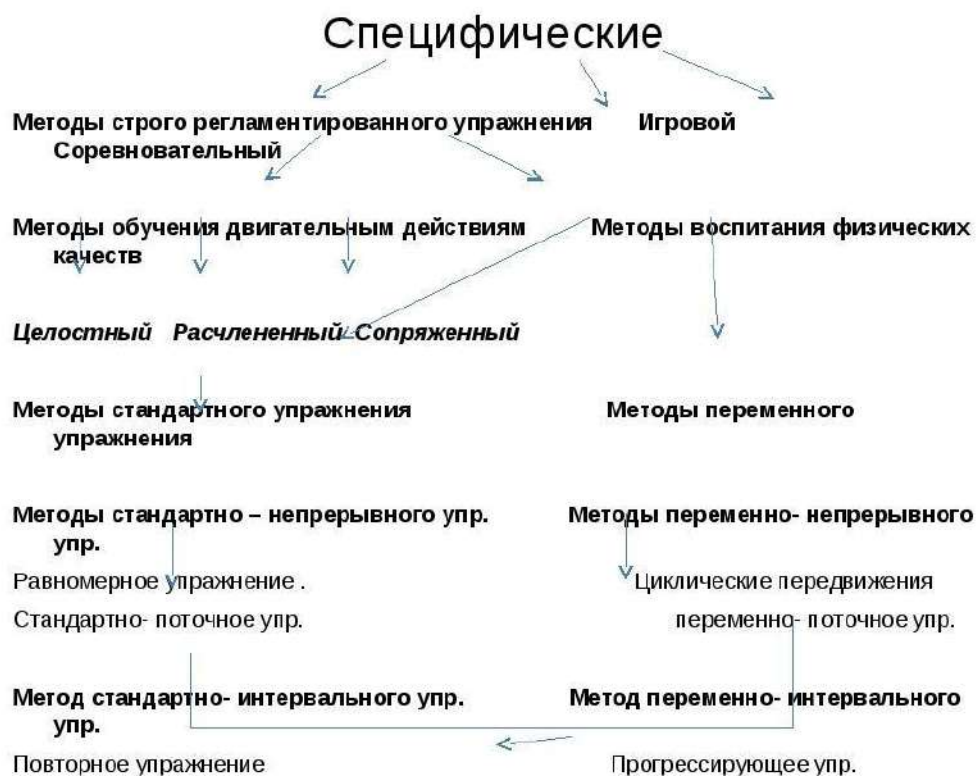 Специфические
Методы строго регламентированного упражнения Игровой
Соревновательный
Методы обучения двигательным действиям Методы воспитания физических
качеств
Целостный Расчлененный Сопряженный
Методы стандартного упражнения Методы переменного
упражнения
Методы стандартно – непрерывного упр. Методы переменно- непрерывного
упр.
Равномерное упражнение . Циклические передвижения
Стандартно- поточное упр. переменно- поточное упр.
Метод стандартно- интервального упр. Метод переменно- интервального
упр.
Повторное упражнение Прогрессирующее упр.